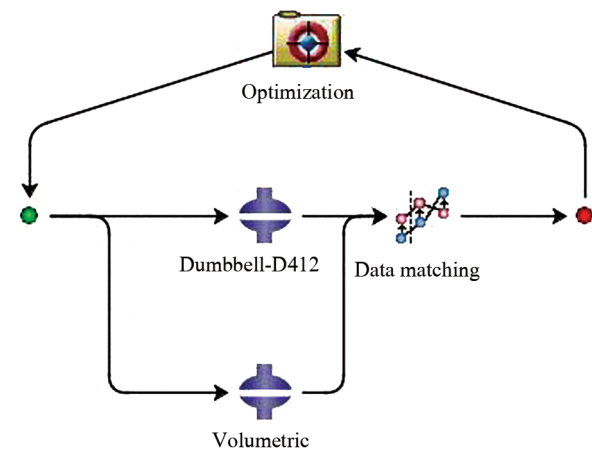 Optimization
Dumbbell-D412
Data matching
Volumetric